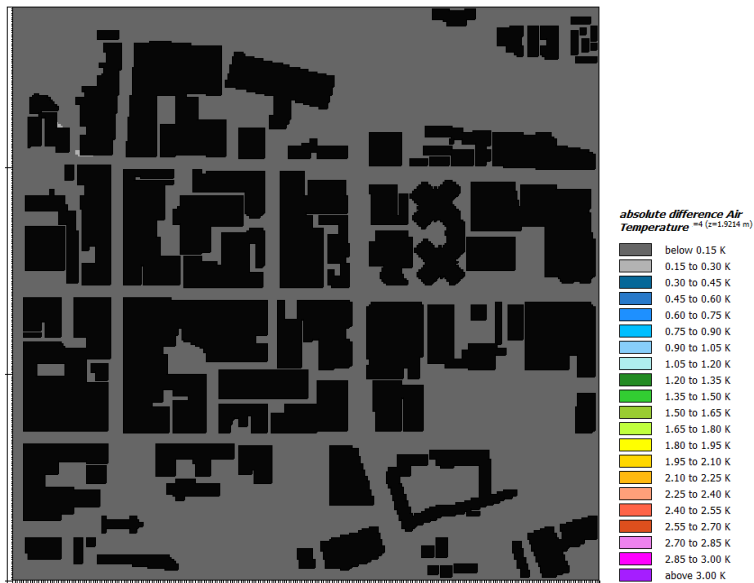 absolute difference Air
Temperature =4 (z=1.9214 m)
below 0.15 K
0.15 to 0.30 K
0.30 to 0.45 K
0.45 to 0.60 K
0.60 to 0.75 K
0.75 to 0.90 K
0.90 to 1.05 K
1.05 to 1.20 K
1.20 to 1.35 K
1.35 to 1.50 K
1.50 to 1.65 K
1.65 to 1.80 K
1.80 to 1.95 K
1.95 to 2.10 K
2.10 to 2.25 K
2.25 to 2.40 K
2.40 to 2.55 K
2.55 to 2.70 K
2.70 to 2.85 K
2.85 to 3.00 K
above 3.00 K